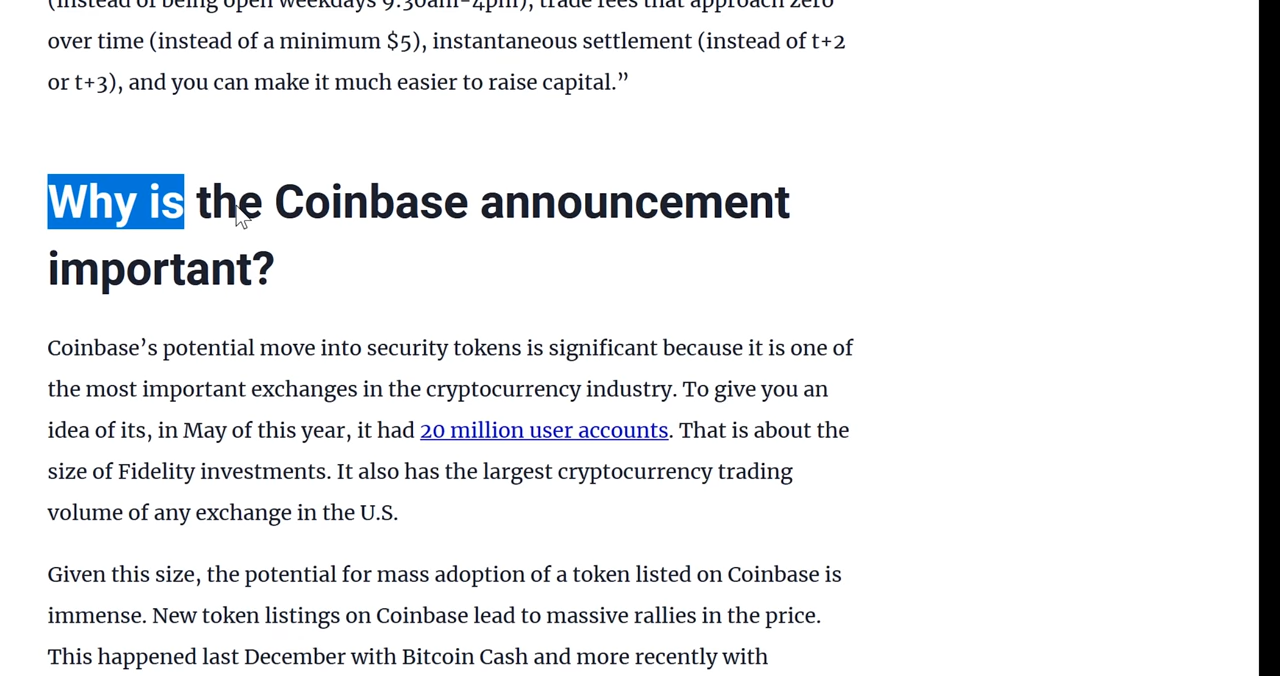 (instead of being open weekdays 9:30am-4pm), trade fees that approach zero
over time (instead of a minimum $5), instantaneous settlement (instead of t+2
or t+3), and you can make it much easier to raise capital.”
Why is the Coinbase announcement
important?
Coinbase’s potential move into security tokens is significant because it is one of
the most important exchanges in the cryptocurrency industry. To give you an
idea of its, in May of this year, it had 20 million user accounts. That is about the
size of Fidelity investments. It also has the largest cryptocurrency trading
volume of any exchange in the U.S.
Given this size, the potential for mass adoption of a token listed on Coinbase is
immense. New token listings on Coinbase lead to massive rallies in the price.
This happened last December with Bitcoin Cash and more recently with